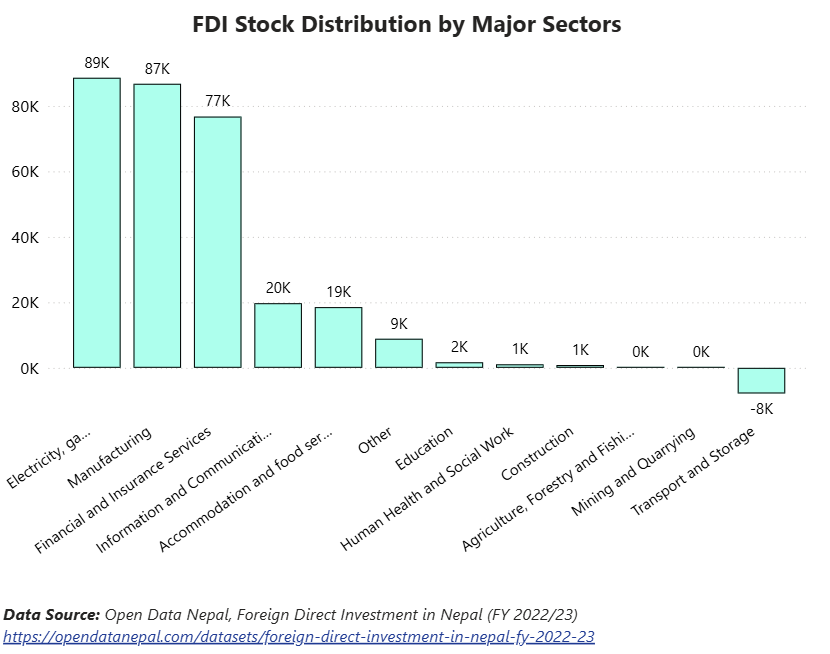 FDI Stock Distribution by Major Sectors
89K
87K
77K
20K
19K
9K
2K
1K
1K
0K
0K
-8K
80K
60K
40K
20K
0K
Electricity, ga...
Manufacturing
Financial and Insurance Services
Information and Communicati...
Accommodation and food ser...
Other
Education
Human Health and Social Work
Construction
Agriculture, Forestry and Fishi...
Mining and Quarrying
Transport and Storage
Data Source: Open Data Nepal, Foreign Direct Investment in Nepal (FY 2022/23)
https://opendatanepal.com/datasets/foreign-direct-investment-in-nepal-fy-2022-23